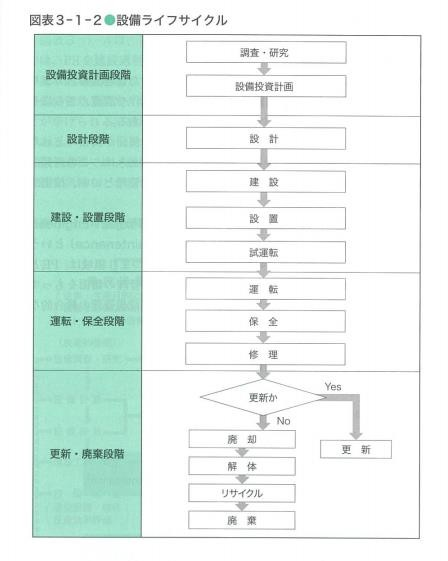 図表3-1-2●設備ライフサイクル
設備投資計画段階
調査・研究
設備投資計画
設計段階
設 計
建設・設置段階
建 設
設 置
試運転
運転・保全段階
運 転
保 全
修 理
更新・廃棄段階
更新か
Yes
No
更 新
廃 却
解 体
リサイクル
廃 棄